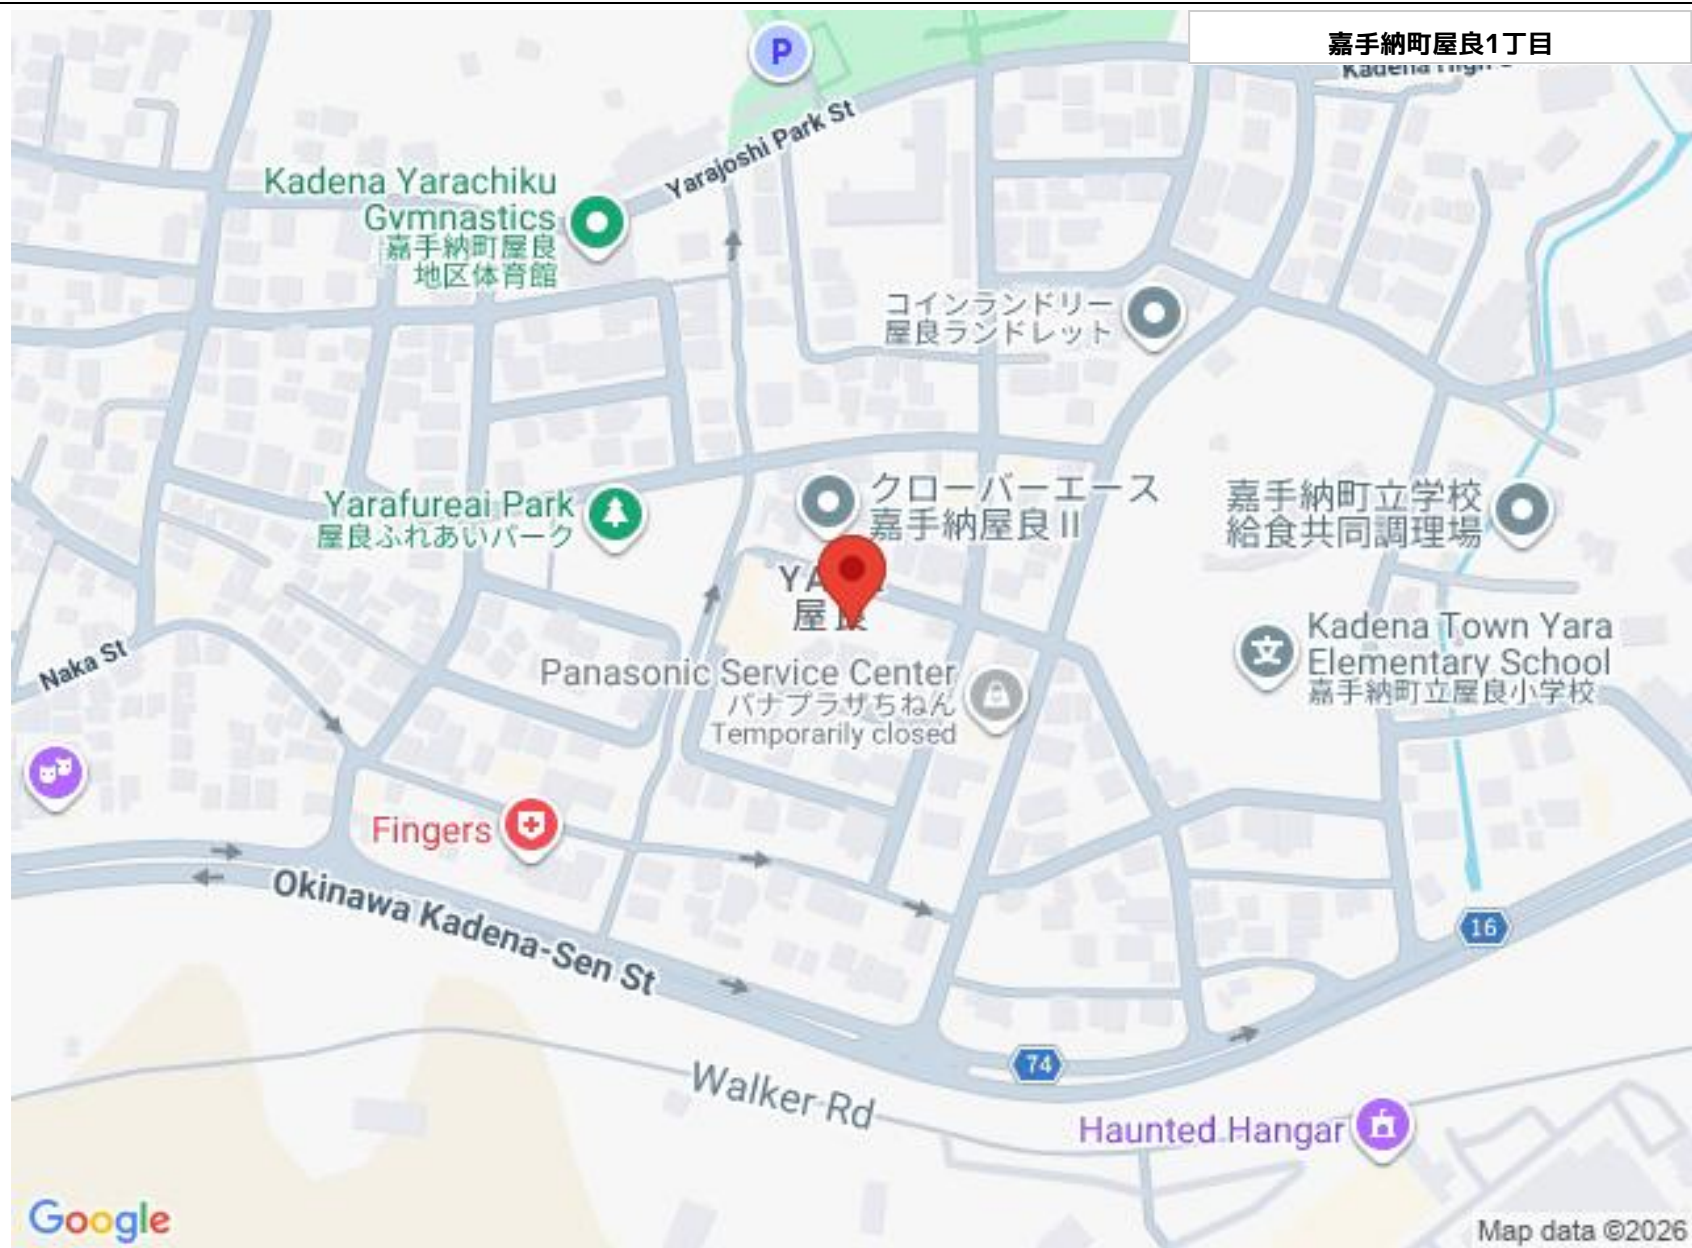 嘉手納町屋良1丁目
P
Yarajoshi Park St
Kadena Yarachiku
Gymnastics
嘉手納町屋良
地区体育館
コインランドリー
屋良ランドレット
クローバーエース
嘉手納屋良 II
Yarafureai Park
屋良ふれあいパーク
嘉手納町立学校
給食共同調理場
屋良
Kadena Town Yara
Elementary School
嘉手納町立屋良小学校
文
Naka St
Panasonic Service Center
パナプラザちねん
Temporarily closed
Fingers
Okinawa Kadena-Sen St
16
74
Walker Rd
Haunted Hangar
Google
Map data ©2026